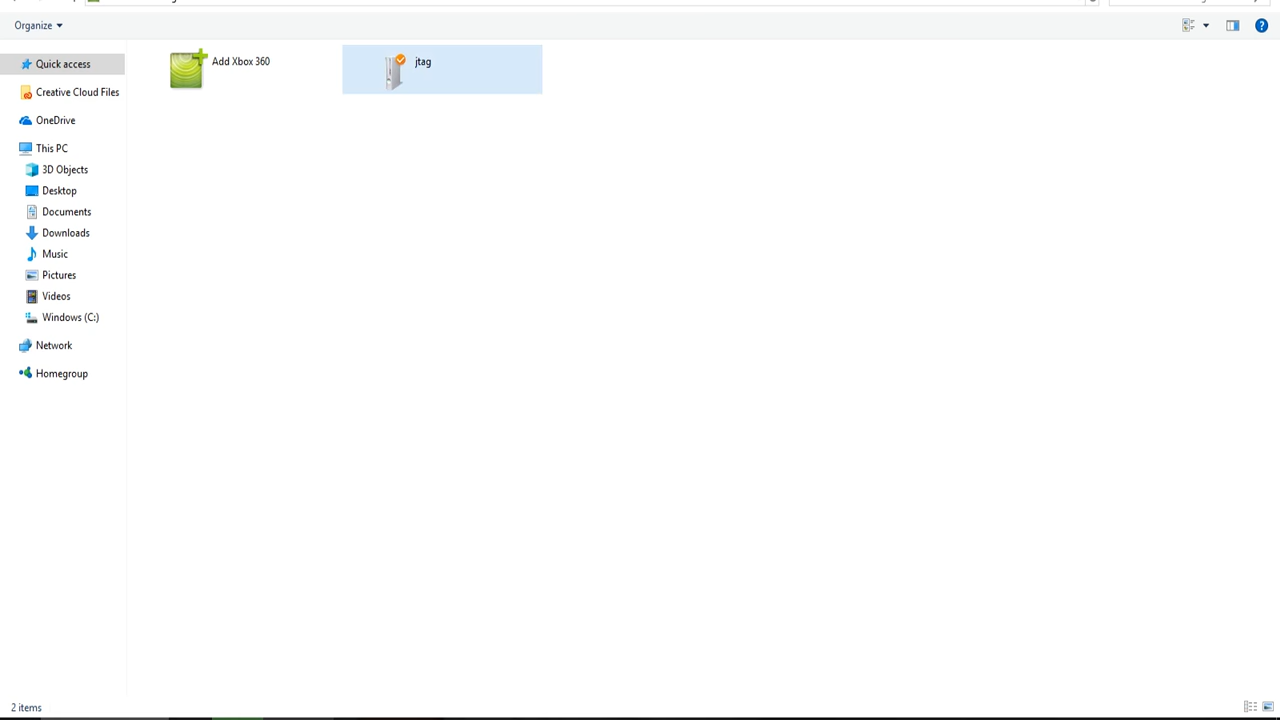 Organize
Quick access
Creative Cloud Files
OneDrive
This PC
3D Objects
Desktop
Documents
Downloads
Music
Pictures
Videos
Windows (C:)
Network
Homegroup
Add Xbox 360
jtag
2 items